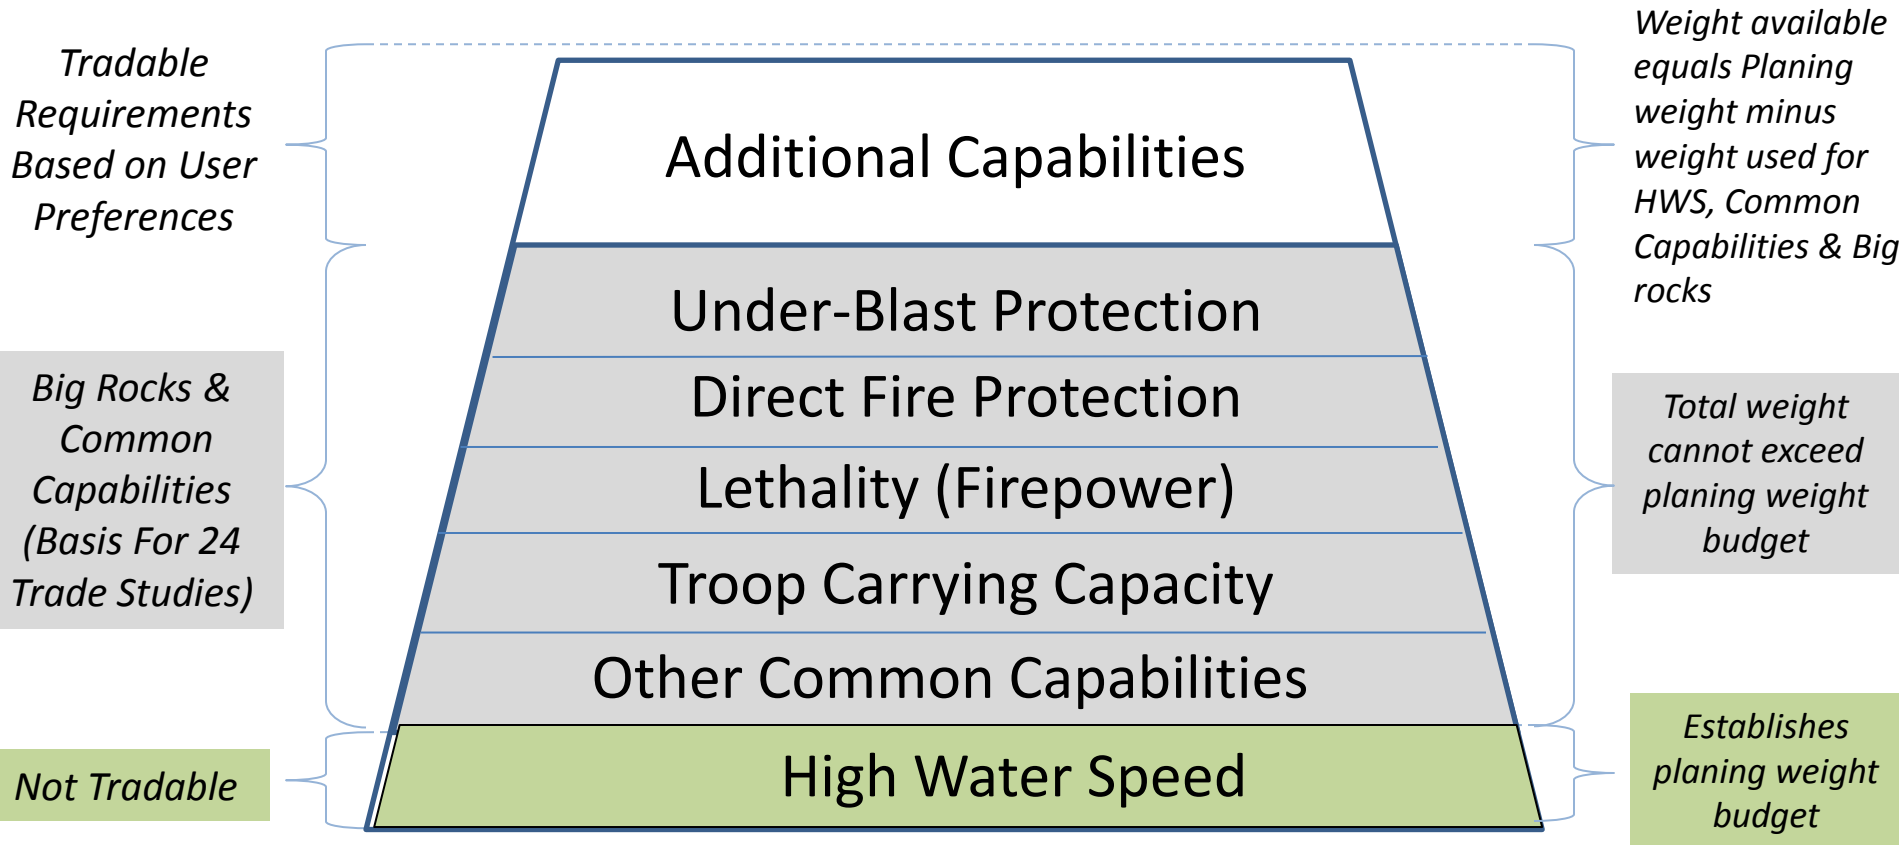 Tradable
Requirements
Based on User
Preferences
Big Rocks &
Common
Capabilities
(Basis For 24
Trade Studies)
Not Tradable
Additional Capabilities
Under-Blast Protection
Direct Fire Protection
Lethality (Firepower)
Troop Carrying Capacity
Other Common Capabilities
High Water Speed
Weight available
equals Planing
weight minus
weight used for
HWS, Common
Capabilities & Big
rocks
Total weight
cannot exceed
planing weight
budget
Establishes
planing weight
budget